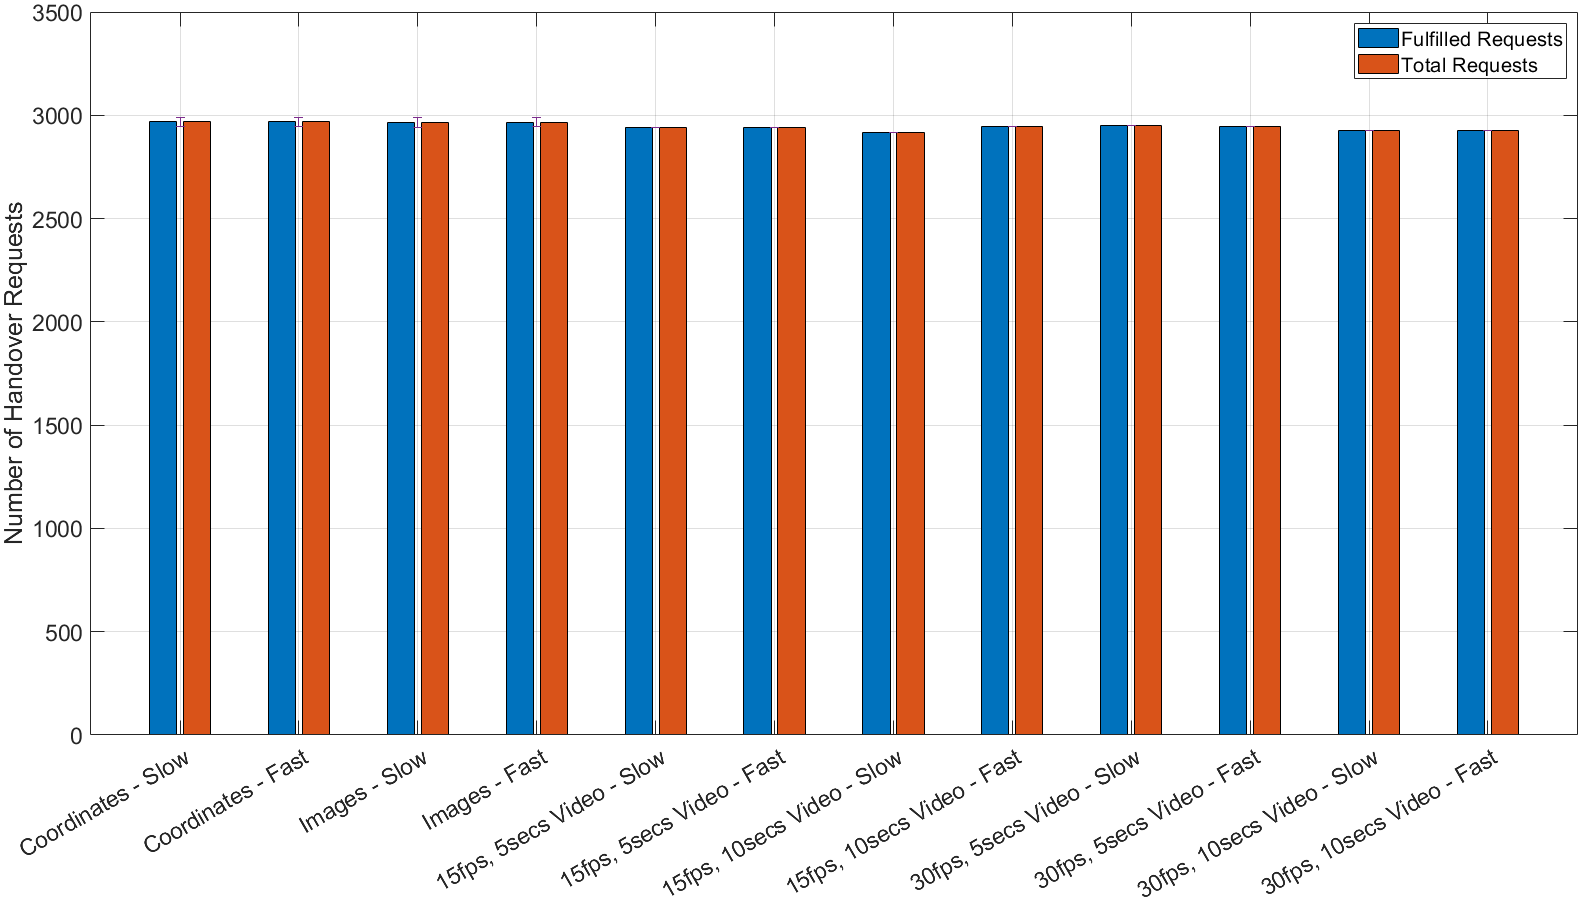 3500
3000
2500
2000
1500
1000
500
0
Number of Handover Requests
Fulfilled Requests
Total Requests
Coordinates - Slow
Coordinates - Fast
Images - Slow
Images - Fast
15fps, 5secs Video - Slow
15fps, 5secs Video - Fast
15fps, 10secs Video - Slow
15fps, 10secs Video - Fast
30fps, 5secs Video - Slow
30fps, 5secs Video - Fast
30fps, 10secs Video - Slow
30fps, 10secs Video - Fast